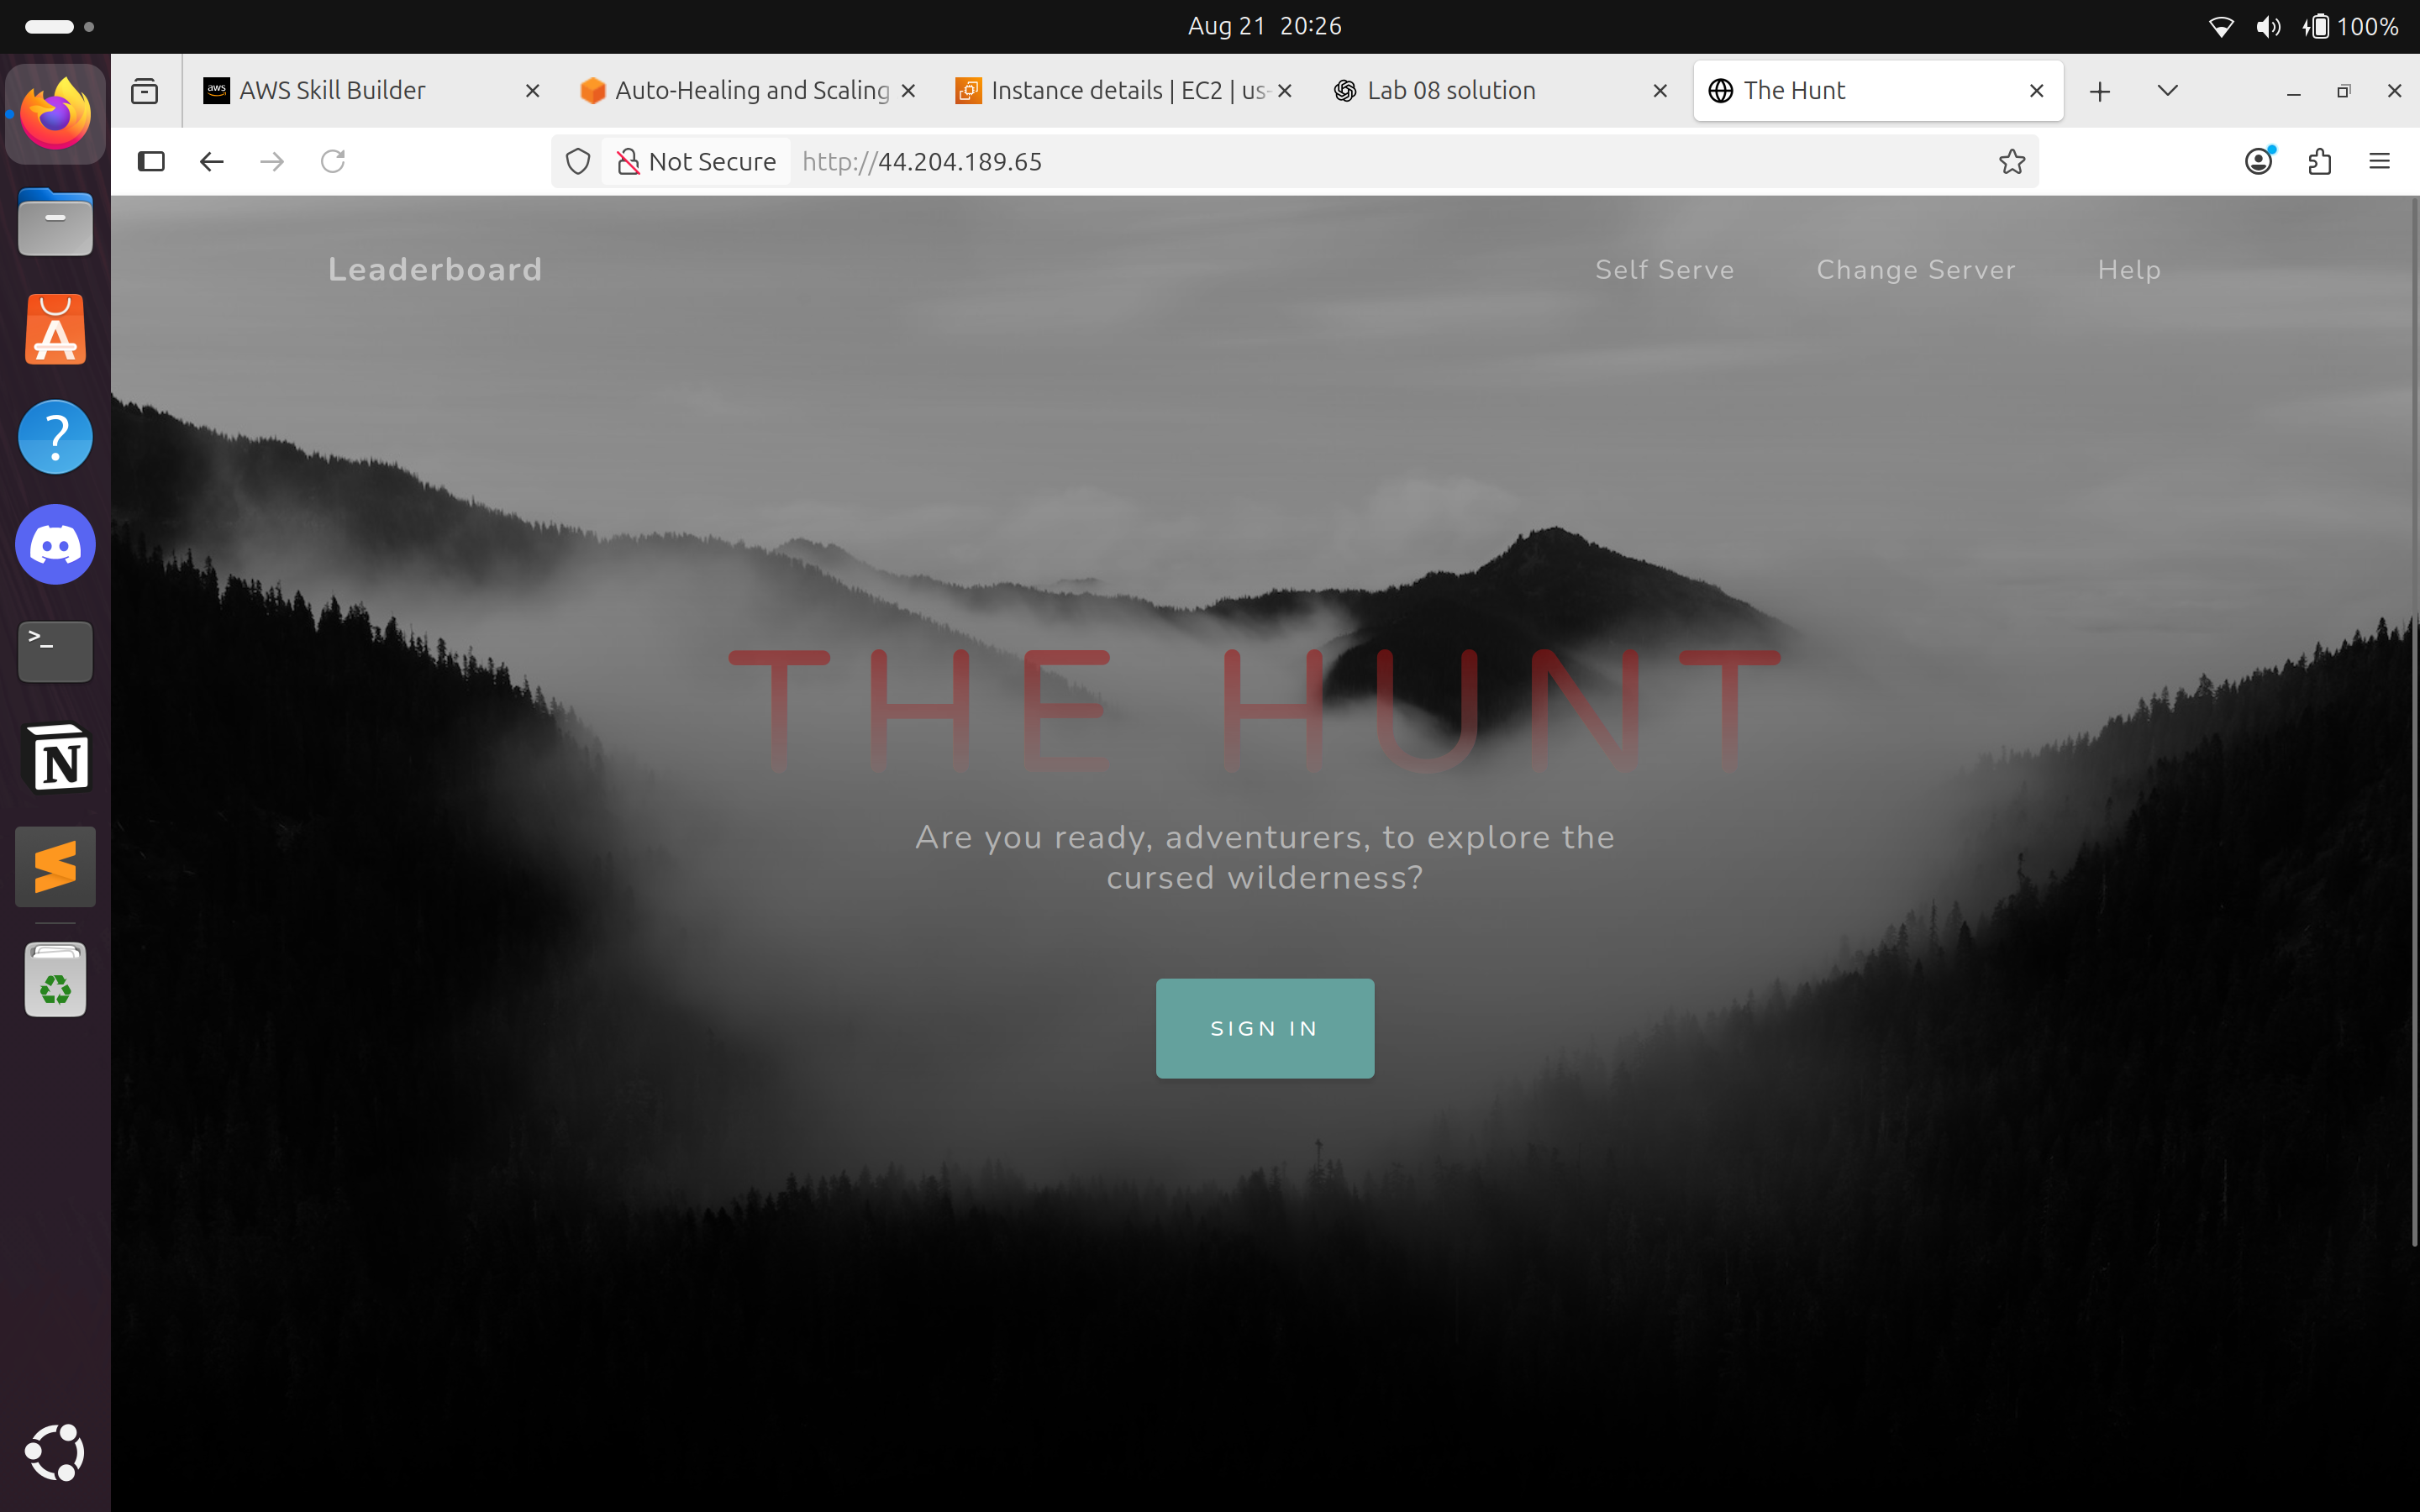 Aug 21 20:26
100%
aws AWS Skill Builder
Auto-Healing and Scaling
Instance details | EC2 | us-
Lab 08 solution
The Hunt
Not Secure http://44.204.189.65
Leaderboard
Self Serve
Change Server
Help
THE HUNT
Are you ready, adventurers, to explore the
cursed wilderness?
SIGN IN